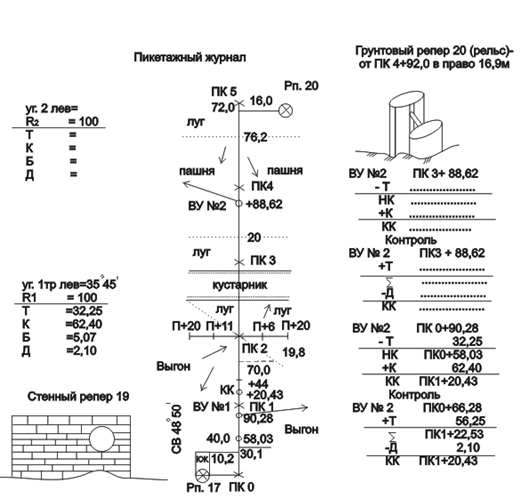 Пикетажный журнал
Грунтовый репер 20 (рельс)-
от ПК 4+92,0 в право 16,9м
уг. 2 лев=
R2 = 100
Т =
К =
Б =
Д =
уг. 1тр лев=35°45'
R1 = 100
Т =32,25
К =62,40
Б =5,07
Д =2,10
Стенный репер 19
Рп. 20
ПК 5
72,0
16,0
луг
76,2
пашня
пашня
ПК4
ВУ №2
+88,62
20
луг
ПК 3
кустарник
луг
луг
П+20 П+11 П+6 П+20
ПК 2
19,8
Выгон
70,0
+44
КК
+20,43
ВУ №1
ПК 1
90,28
Выгон
СВ 48°50'
40,0
58,03
30,1
10,2
Рп. 17
ПК 0
ВУ №2 ПК 3+ 88,62
- Т .....................
НК .....................
+К .....................
КК .....................
Контроль
ВУ № 2 ПК3 + 88,62
+Т .....................
∑ .....................
-Д .....................
КК .....................
ВУ №2 ПК 0+90,28
- Т 32,25
НК ПК0+58,03
+К 62,40
КК ПК1+20,43
Контроль
ВУ № 2 ПК0+66,28
+Т 56,25
∑ ПК1+22,53
-Д 2,10
КК ПК1+20,43